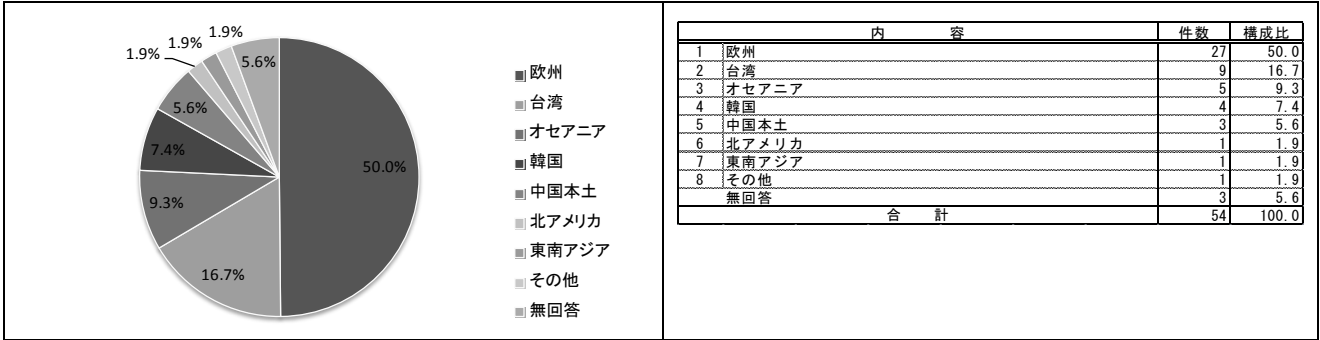 1.9%
1.9%
1.9%
5.6%
5.6%
7.4%
50.0%
9.3%
16.7%
欧州
台湾
オセアニア
韓国
中国本土
北アメリカ
東南アジア
その他
無回答
内 容 件数 構成比
1 欧州 27 50.0
2 台湾 9 16.7
3 オセアニア 5 9.3
4 韓国 4 7.4
5 中国本土 3 5.6
6 北アメリカ 1 1.9
7 東南アジア 1 1.9
8 その他 1 1.9
無回答 3 5.6
合 計 54 100.0